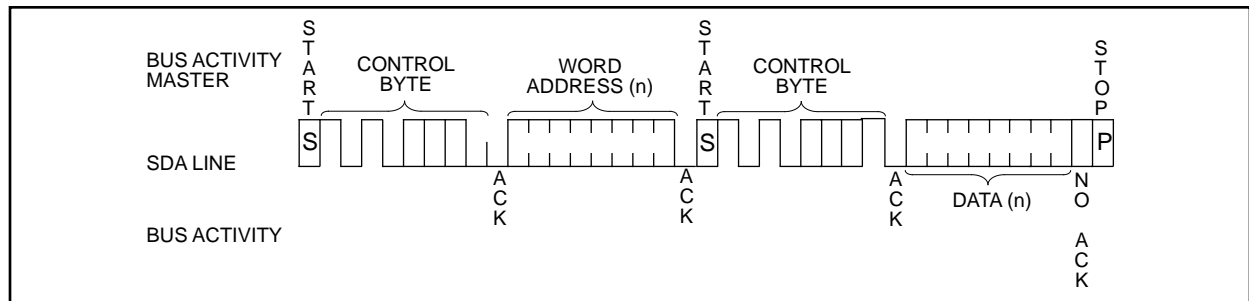 BUS ACTIVITY
MASTER
START
CONTROL
BYTE
WORD
ADDRESS (n)
START
CONTROL
BYTE
STOP
SDA LINE
S
S
P
ACK
ACK
ACK
DATA (n)
NO ACK
BUS ACTIVITY